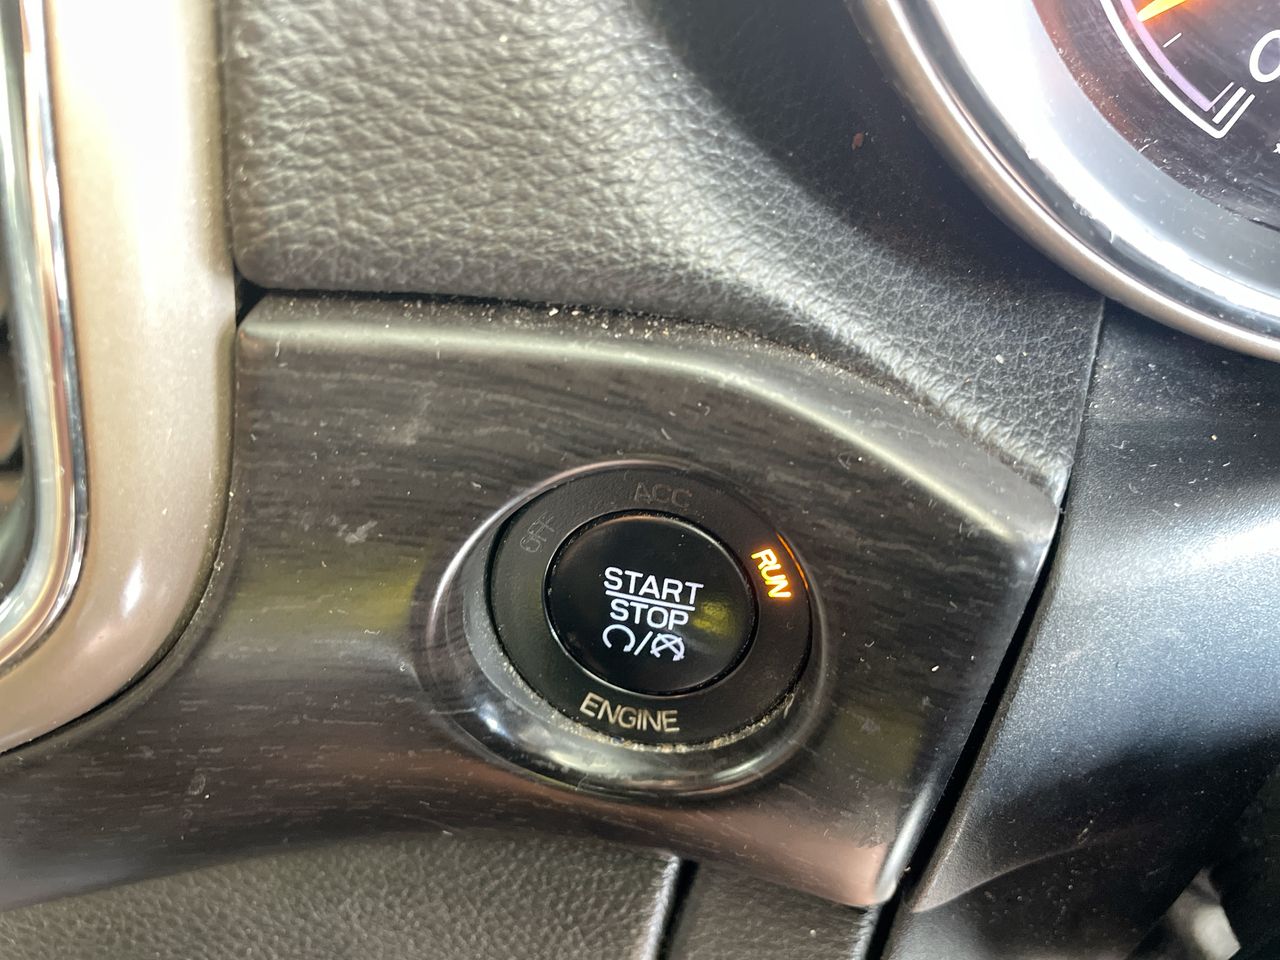 ACC
OFF
RUN
START
STOP
/
ENGINE